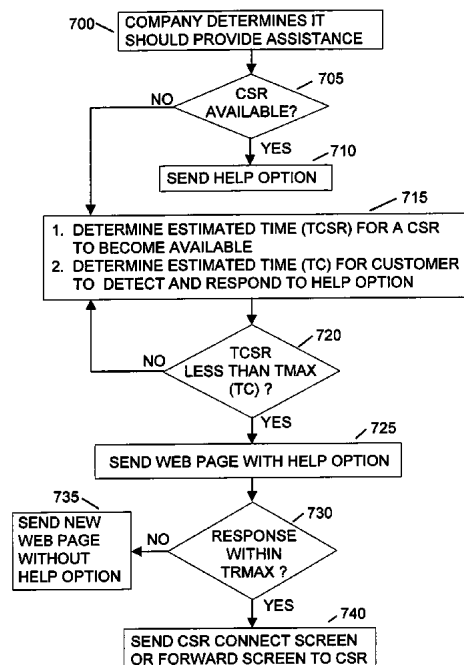 700
COMPANY DETERMINES IT
SHOULD PROVIDE ASSISTANCE
705
CSR
AVAILABLE?
NO
YES
710
SEND HELP OPTION
715
1. DETERMINE ESTIMATED TIME (TCSR) FOR A CSR
TO BECOME AVAILABLE
2. DETERMINE ESTIMATED TIME (TC) FOR CUSTOMER
TO DETECT AND RESPOND TO HELP OPTION
720
TCSR
LESS THAN TMAX
(TC) ?
NO
YES
725
SEND WEB PAGE WITH HELP OPTION
730
RESPONSE
WITHIN
TRMAX ?
NO
735
SEND NEW
WEB PAGE
WITHOUT
HELP OPTION
YES
740
SEND CSR CONNECT SCREEN
OR FORWARD SCREEN TO CSR